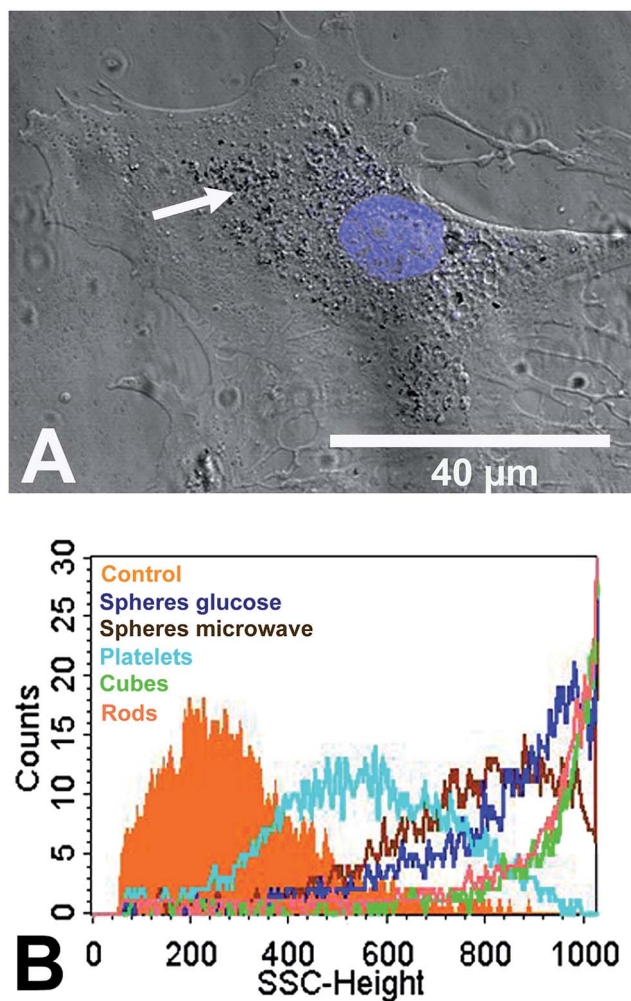 A
40 µm
30
25
20
15
10
5
0
Counts
Control
Spheres glucose
Spheres microwave
Platelets
Cubes
Rods
0 200 400 600 800 1000
SSC-Height
B